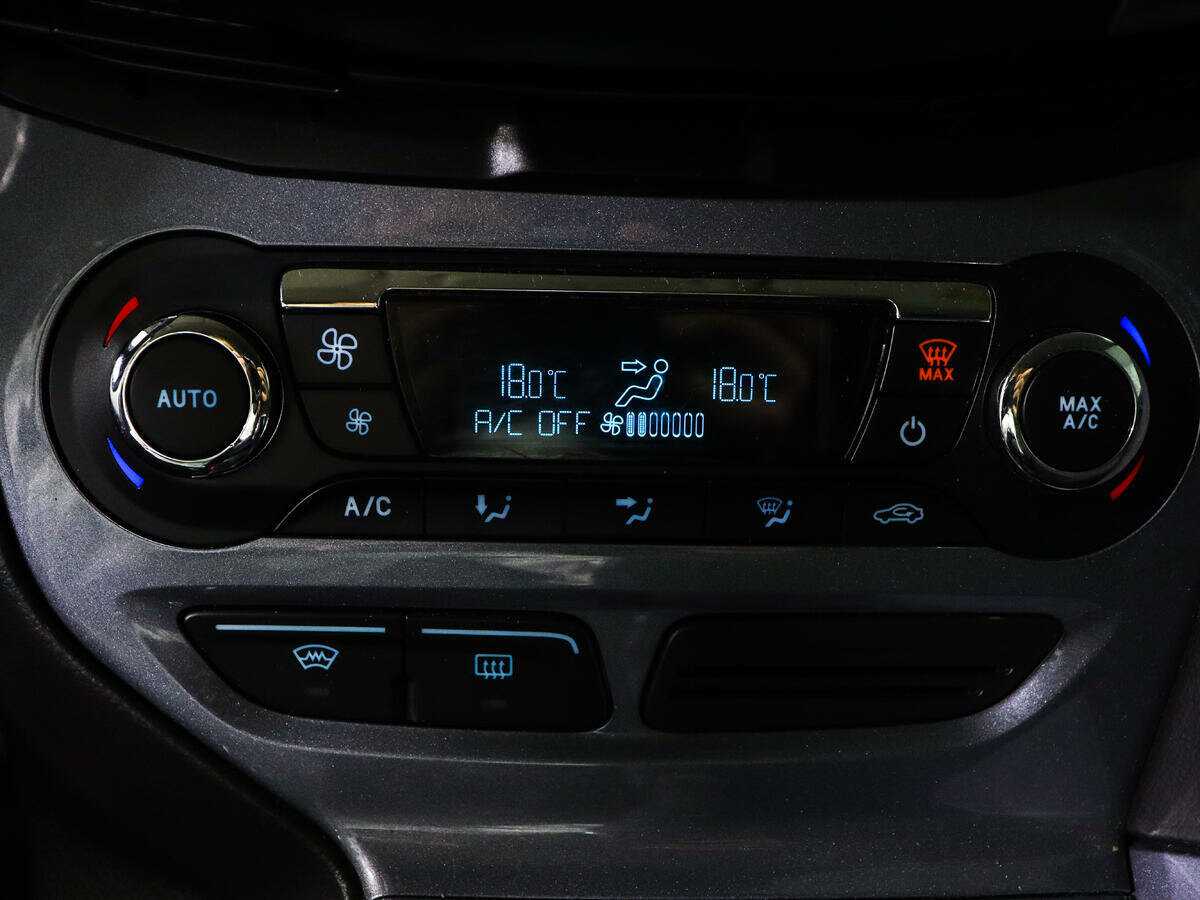 AUTO
18.0°C 18.0°C
A/C OFF
MAX
MAX
A/C
A/C